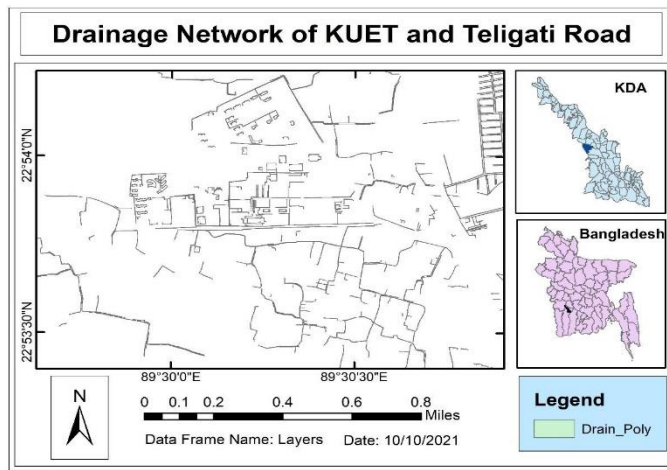 Drainage Network of KUET and Teligati Road
KDA
22°54'0"N
Bangladesh
22°53'30"N
89°30'0"E
89°30'30"E
N
0 0.1 0.2 0.4 0.6 0.8
Miles
Data Frame Name: Layers Date: 10/10/2021
Legend
Drain_Poly